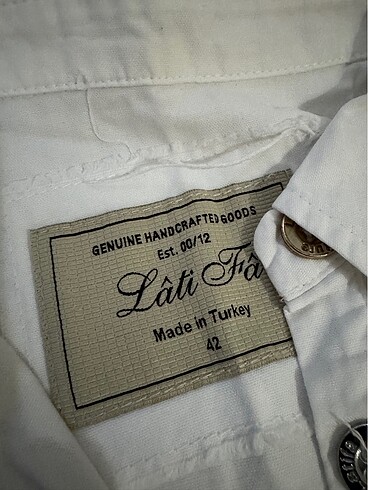 GENUINE HANDCRAFTED GOODS
Est. 00/12
Lâti Fâ
Made in Turkey
42